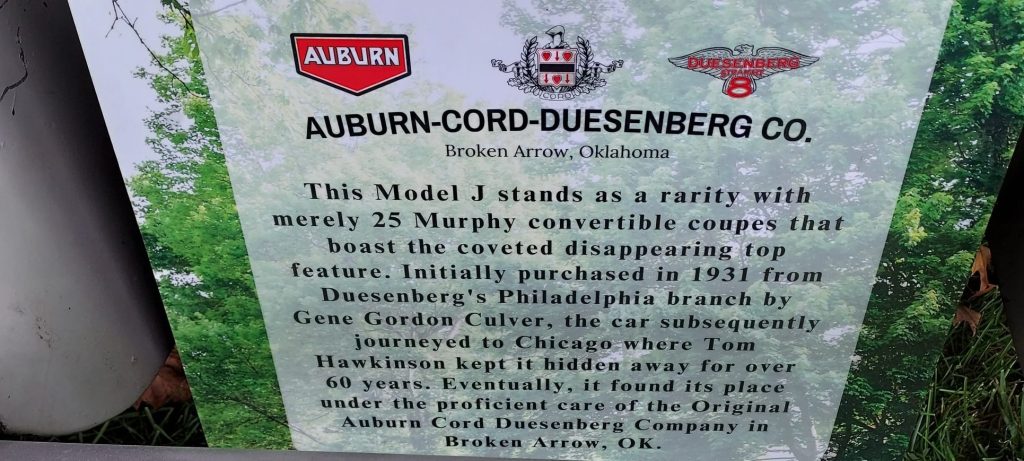 AUBURN
CORD
DUESENBERG
STRAIGHT
8
AUBURN-CORD-DUESENBERG CO.
Broken Arrow, Oklahoma
This Model J stands as a rarity with
merely 25 Murphy convertible coupes that
boast the coveted disappearing top
feature. Initially purchased in 1931 from
Duesenberg's Philadelphia branch by
Gene Gordon Culver, the car subsequently
journeyed to Chicago where Tom
Hawkinson kept it hidden away for over
60 years. Eventually, it found its place
under the proficient care of the Original
Auburn Cord Duesenberg Company in
Broken Arrow, OK.